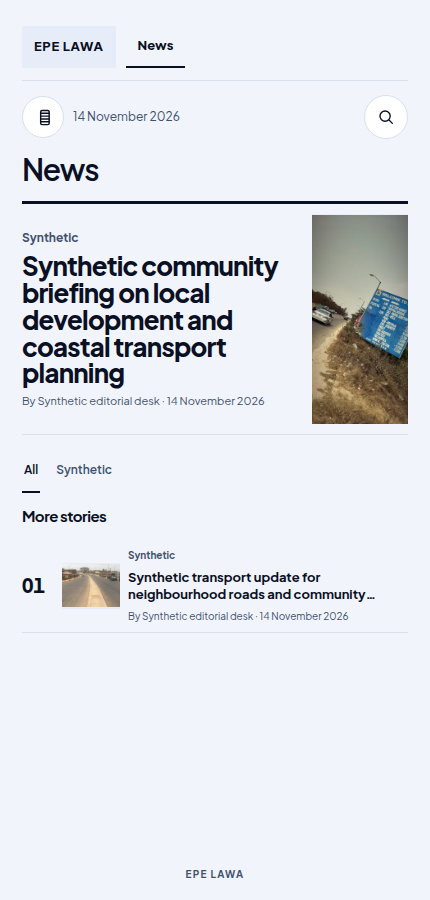 EPE LAWA
News
14 November 2026
News
Synthetic
Synthetic community
briefing on local
development and
coastal transport
planning
By Synthetic editorial desk · 14 November 2026
WELCOME TO
All
Synthetic
More stories
01
Synthetic
Synthetic transport update for
neighbourhood roads and community…
By Synthetic editorial desk · 14 November 2026
EPE LAWA